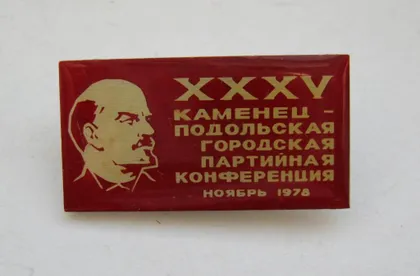 XXXV
КАМЕНЕЦ -
ПОДОЛЬСКАЯ
ГОРОДСКАЯ
ПАРТИЙНАЯ
КОНФЕРЕНЦИЯ
НОЯБРЬ 1978